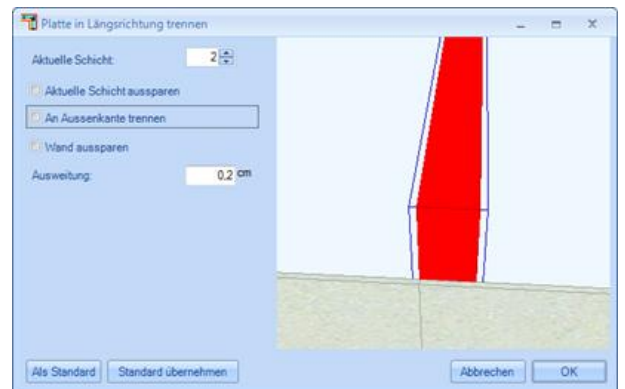 Platte in Längsrichtung trennen
Aktuelle Schicht: 2
Aktuelle Schicht aussparen
An Aussenkante trennen
Wand aussparen
Ausweitung: 0,2 cm
Als Standard Standard übernehmen Abbrechen OK